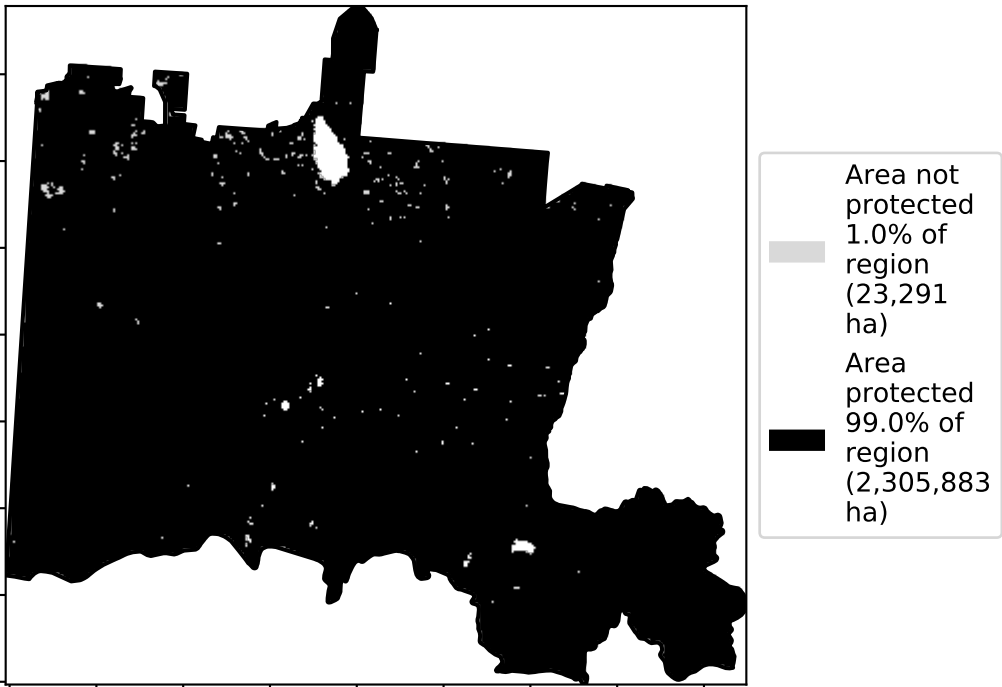 Area not
protected
1.0% of
region
(23,291
ha)
Area
protected
99.0% of
region
(2,305,883
ha)